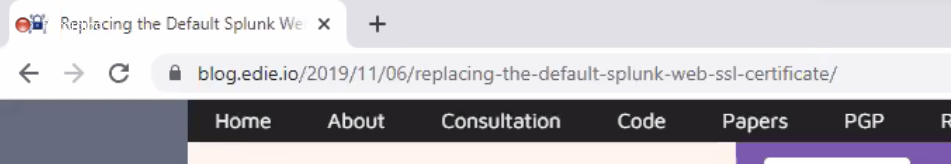 Replacing the Default Splunk We
blog.edie.io/2019/11/06/replacing-the-default-splunk-web-ssl-certificate/
Home About Consultation Code Papers PGP R